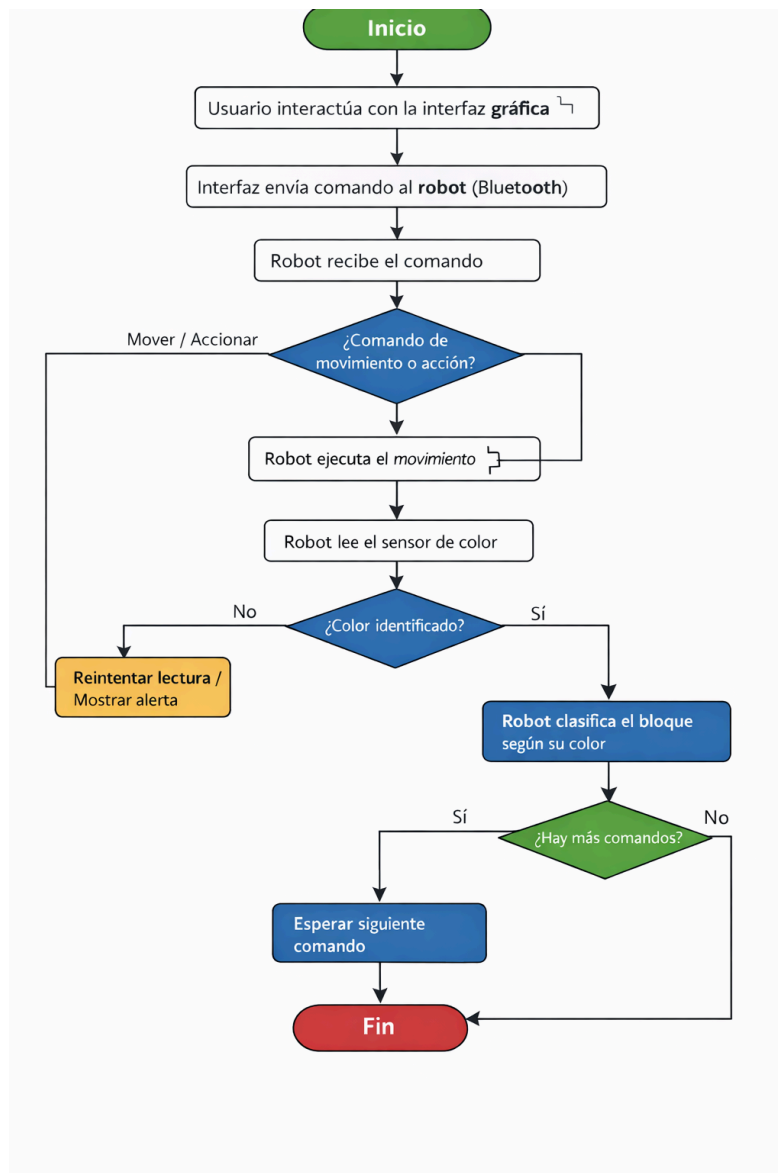 Inicio
Usuario interactúa con la interfaz gráfica
Interfaz envía comando al robot (Bluetooth)
Robot recibe el comando
Mover / Accionar
¿Comando de
movimiento o acción?
Robot ejecuta el movimiento
Robot lee el sensor de color
No
¿Color identificado?
Sí
Reintentar lectura /
Mostrar alerta
Robot clasifica el bloque
según su color
Sí
¿Hay más comandos?
No
Esperar siguiente
comando
Fin